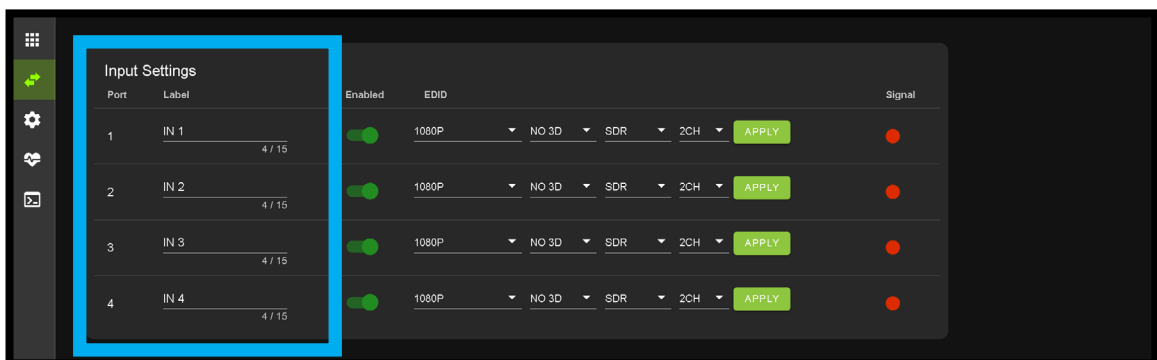 Input Settings
Port Label Enabled EDID Signal
1 IN 1 1080P NO 3D SDR 2CH APPLY
4 / 15
2 IN 2 1080P NO 3D SDR 2CH APPLY
4 / 15
3 IN 3 1080P NO 3D SDR 2CH APPLY
4 / 15
4 IN 4 1080P NO 3D SDR 2CH APPLY
4 / 15